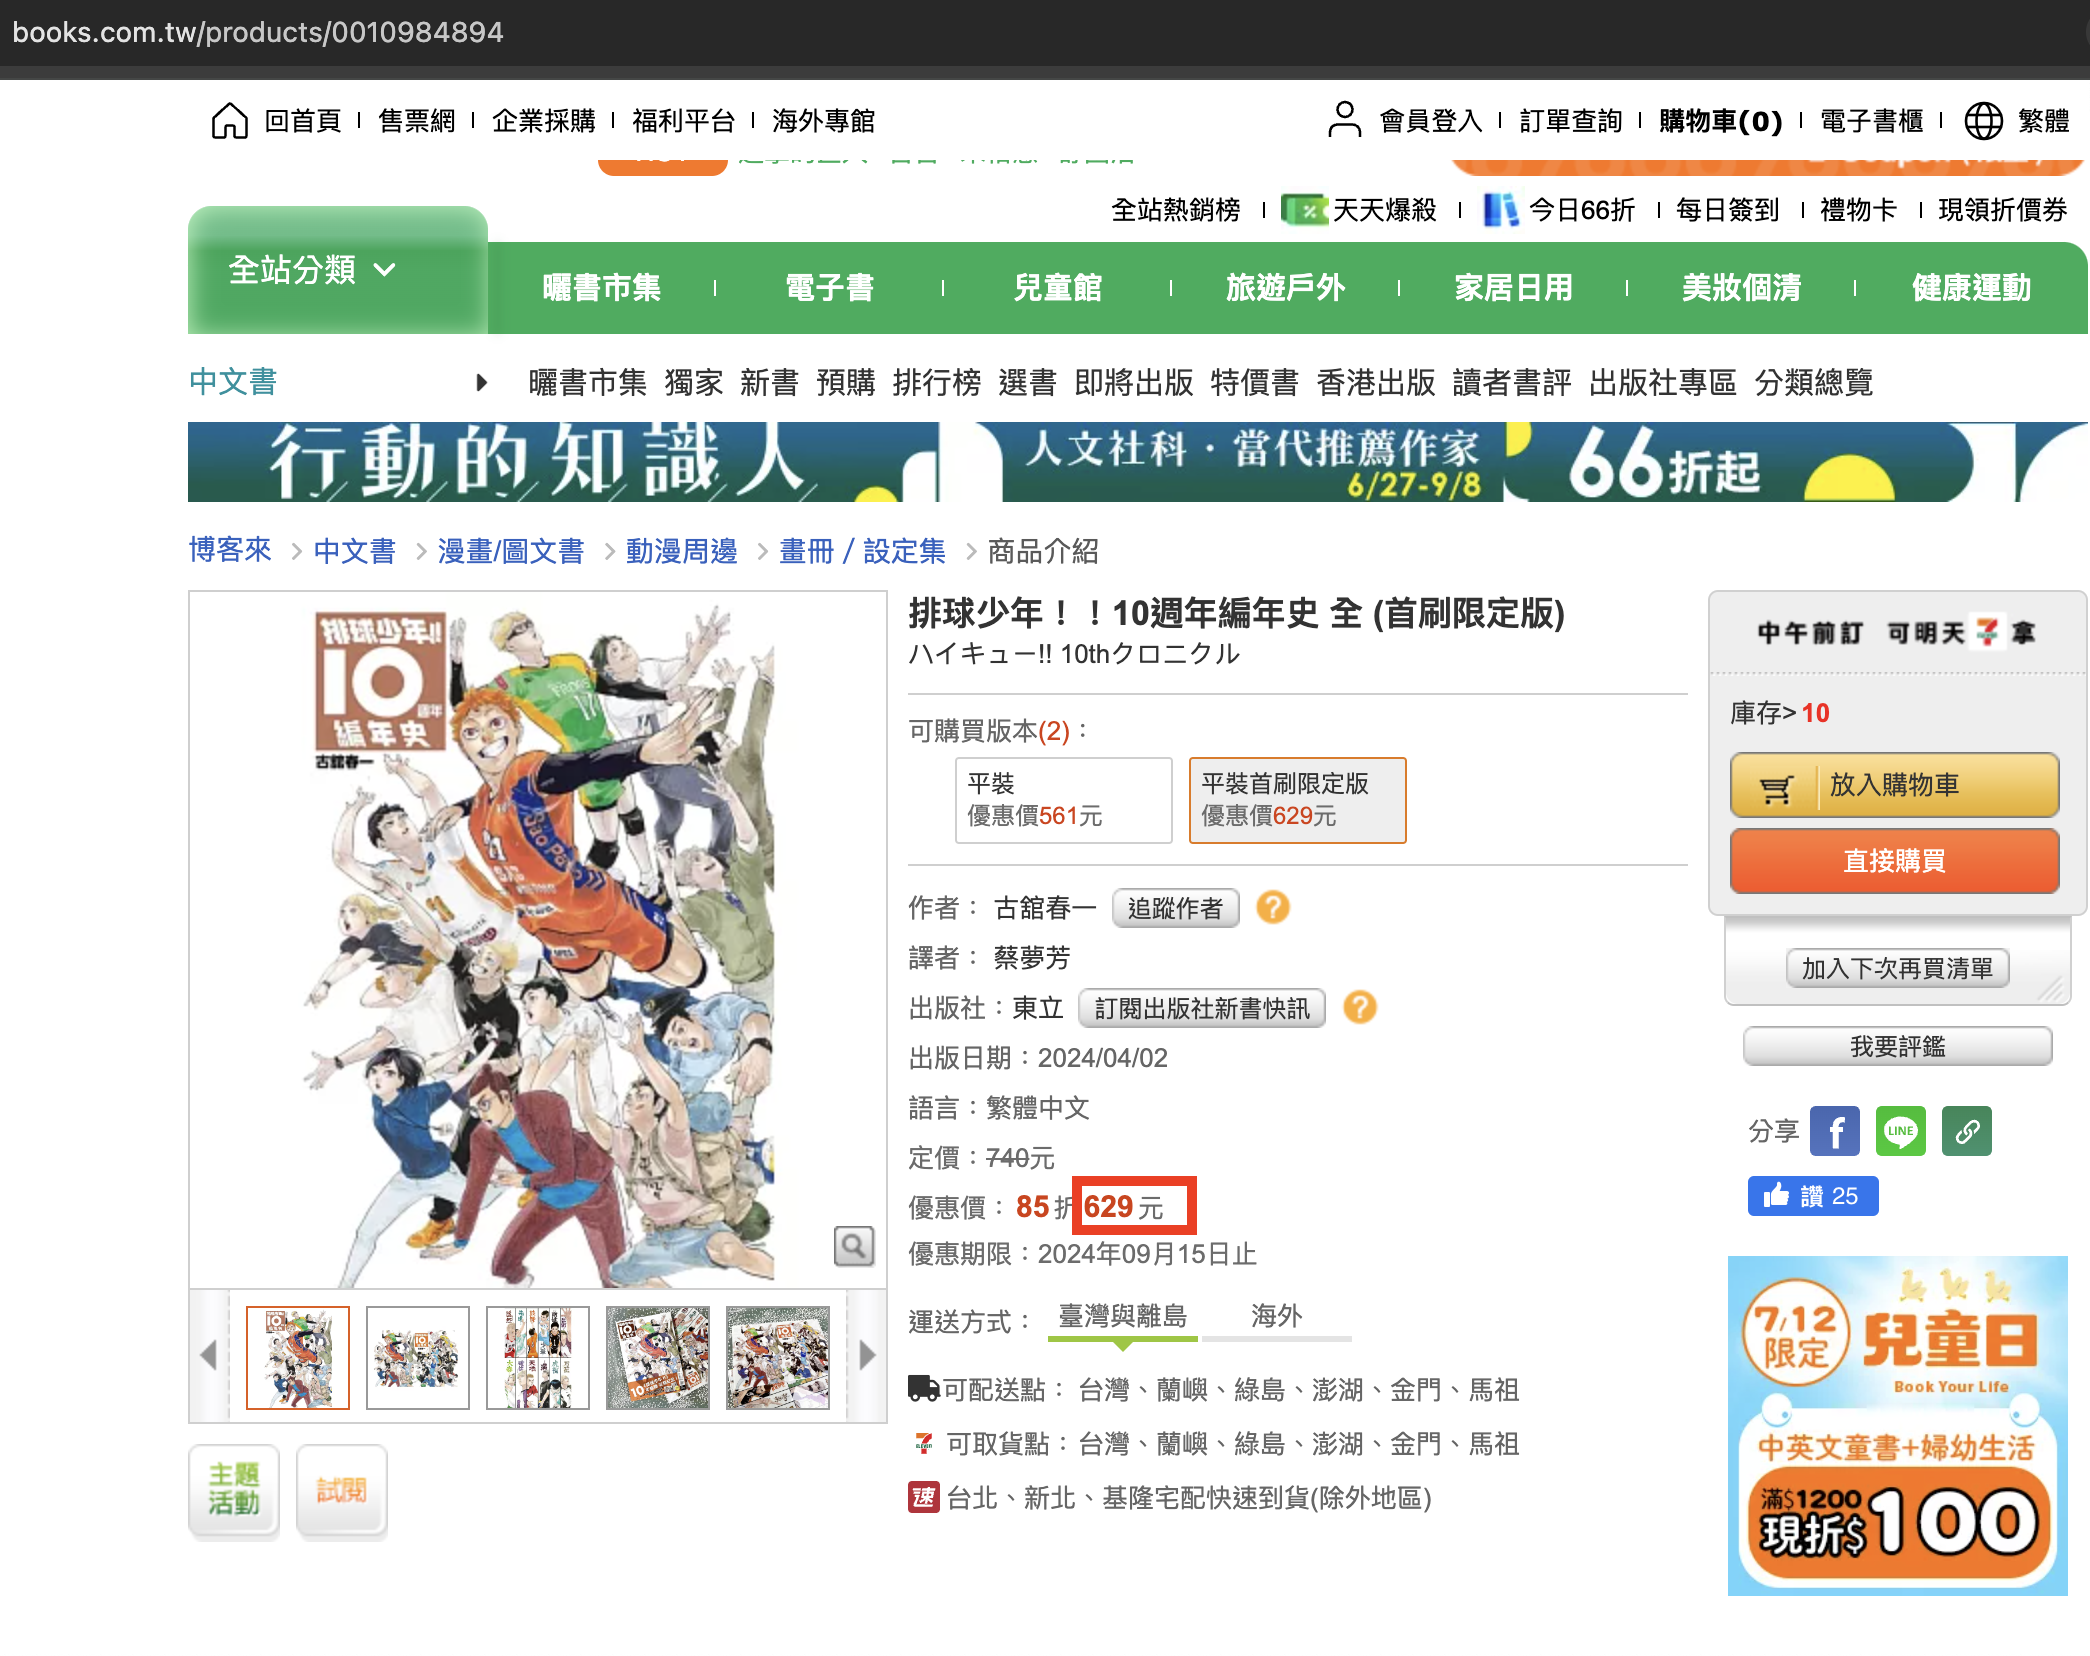 books.com.tw/products/0010984894
回首頁 售票網 企業採購 福利平台 海外專館
會員登入 訂單查詢 購物車(0) 電子書櫃 繁體
全站熱銷榜 天天爆殺 今日66折 每日簽到 禮物卡 現領折價券
全站分類
曬書市集 電子書 兒童館 旅遊戶外 家居日用 美妝個清 健康運動
中文書
曬書市集 獨家 新書 預購 排行榜 選書 即將出版 特價書 香港出版 讀者書評 出版社專區 分類總覽
行動的知識人
人文社科・當代推薦作家
6/27-9/8
66折起
博客來 > 中文書 > 漫畫/圖文書 > 動漫周邊 > 畫冊/設定集 > 商品介紹
排球少年!!
10週年
編年史
古舘春一
主題
活動
試閱
排球少年！！10週年編年史 全 (首刷限定版)
ハイキュー!! 10thクロニクル
可購買版本(2)：
平裝
優惠價561元
平裝首刷限定版
優惠價629元
作者： 古舘春一 追蹤作者 ?
譯者： 蔡夢芳
出版社：東立 訂閱出版社新書快訊 ?
出版日期：2024/04/02
語言：繁體中文
定價：740元
優惠價：85折629元
優惠期限：2024年09月15日止
運送方式： 臺灣與離島 海外
可配送點： 台灣、蘭嶼、綠島、澎湖、金門、馬祖
可取貨點：台灣、蘭嶼、綠島、澎湖、金門、馬祖
速 台北、新北、基隆宅配快速到貨(除外地區)
中午前訂 可明天7拿
庫存> 10
放入購物車
直接購買
加入下次再買清單
我要評鑑
分享 f LINE
讚 25
7/12
限定
兒童日
Book Your Life
中英文童書+婦幼生活
滿$1200
現折$100